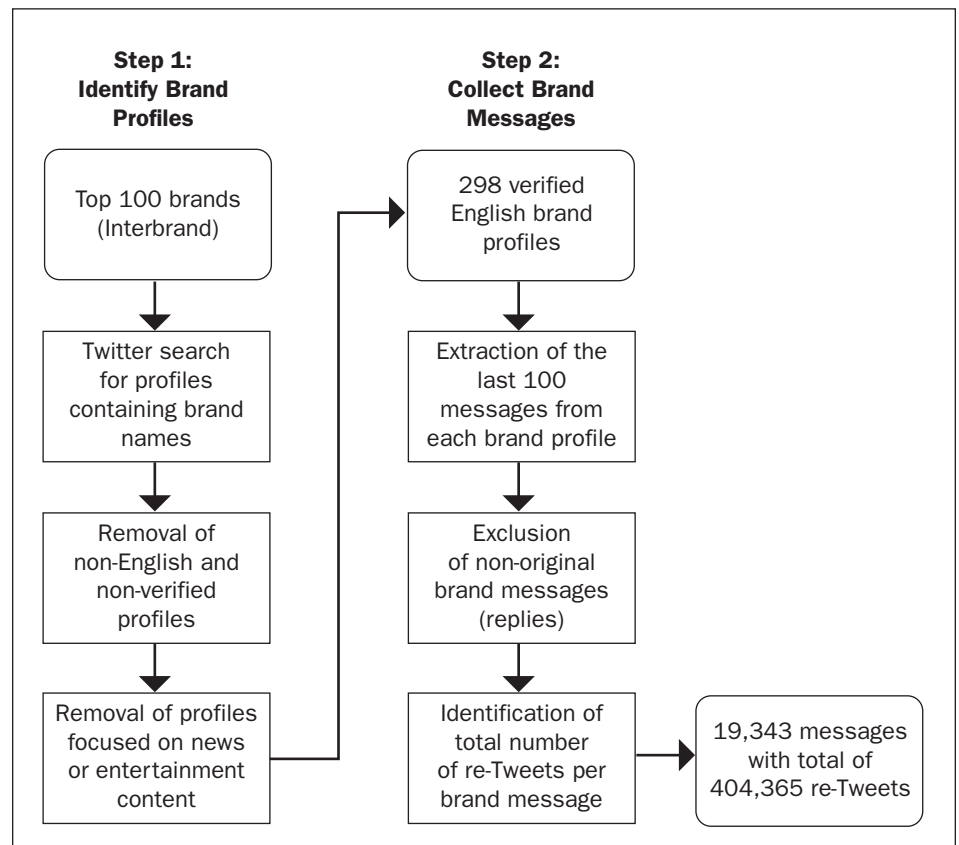 Step 1:
Identify Brand
Profiles
Top 100 brands
(Interbrand)
Twitter search
for profiles
containing brand
names
Removal of
non-English and
non-verified
profiles
Removal of profiles
focused on news
or entertainment
content
Step 2:
Collect Brand
Messages
298 verified
English brand
profiles
Extraction of the
last 100
messages from
each brand profile
Exclusion
of non-original
brand messages
(replies)
Identification of
total number
of re-Tweets per
brand message
19,343 messages
with total of
404,365 re-Tweets